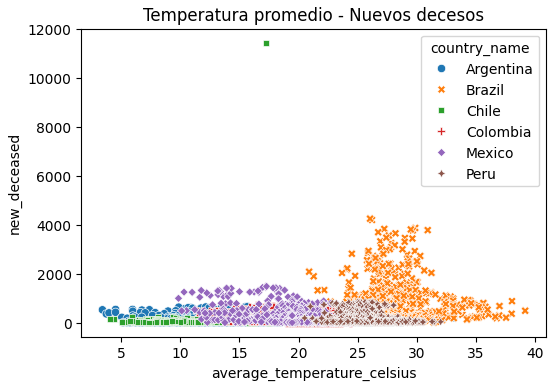 Temperatura promedio - Nuevos decesos
12000
10000
8000
6000
4000
2000
0
new_deceased
country_name
Argentina
Brazil
Chile
Colombia
Mexico
Peru
5 10 15 20 25 30 35 40
average_temperature_celsius